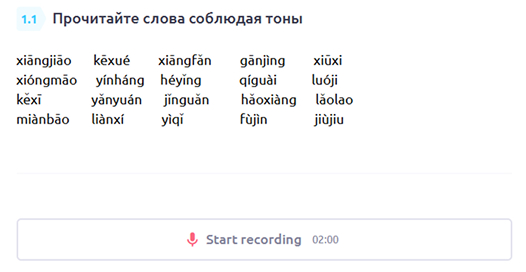 1.1 Прочитайте слова соблюдая тоны
xiāngjiāo kēxué xiāngfǎn gānjìng xiūxi
xióngmāo yínháng héyǐng qíguài luójì
kěxī yǎnyuán jǐnguǎn hǎoxiàng lǎolao
miànbāo liànxí yìqǐ fùjìn jiùjiu
Start recording 02:00